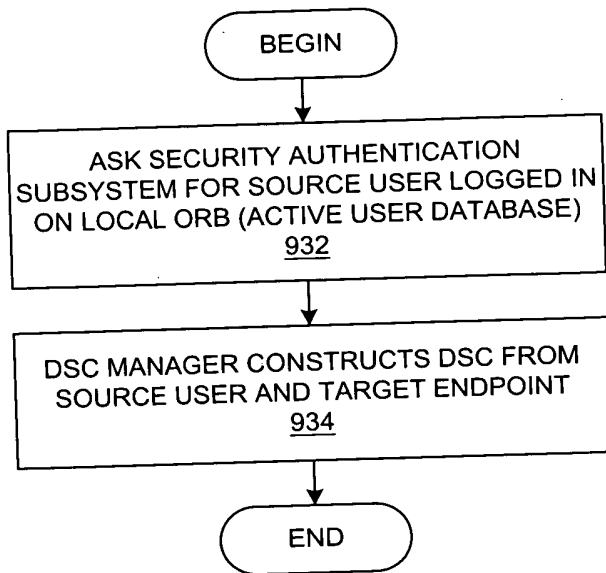 BEGIN
ASK SECURITY AUTHENTICATION
SUBSYSTEM FOR SOURCE USER LOGGED IN
ON LOCAL ORB (ACTIVE USER DATABASE)
932
DSC MANAGER CONSTRUCTS DSC FROM
SOURCE USER AND TARGET ENDPOINT
934
END